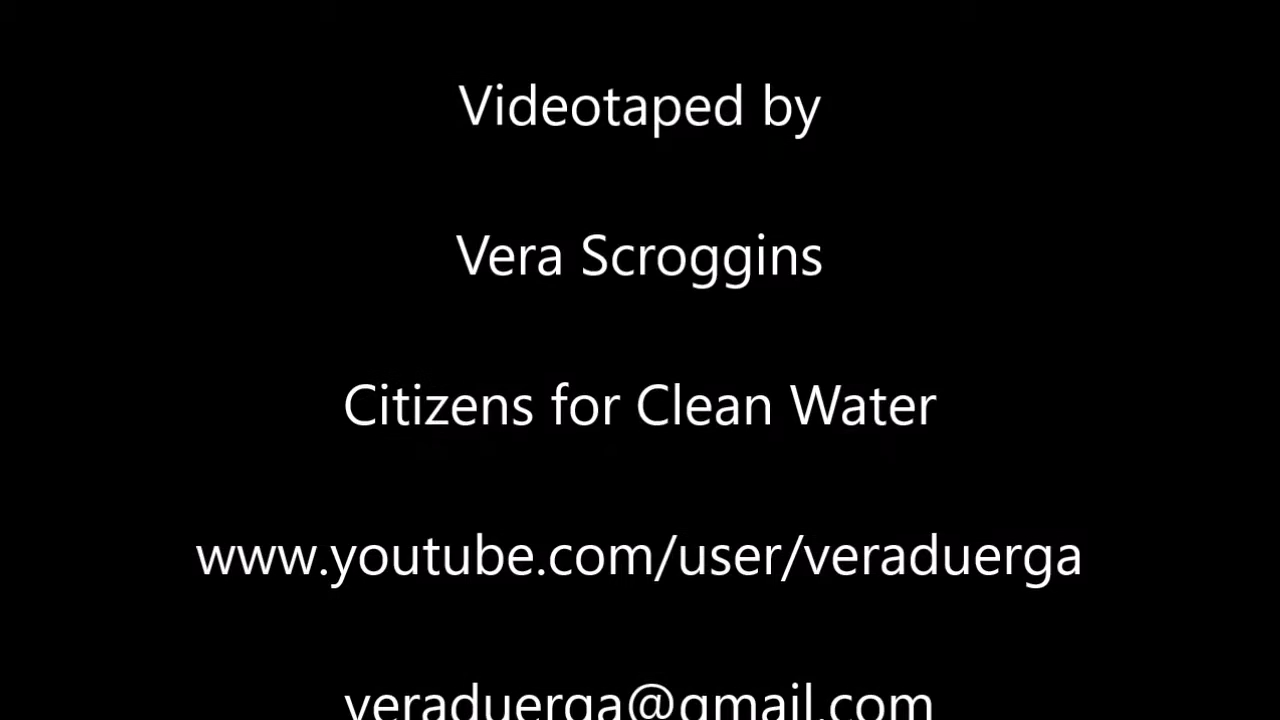 Videotaped by
Vera Scroggins
Citizens for Clean Water
www.youtube.com/user/veraduerga
veraduerga@gmail.com